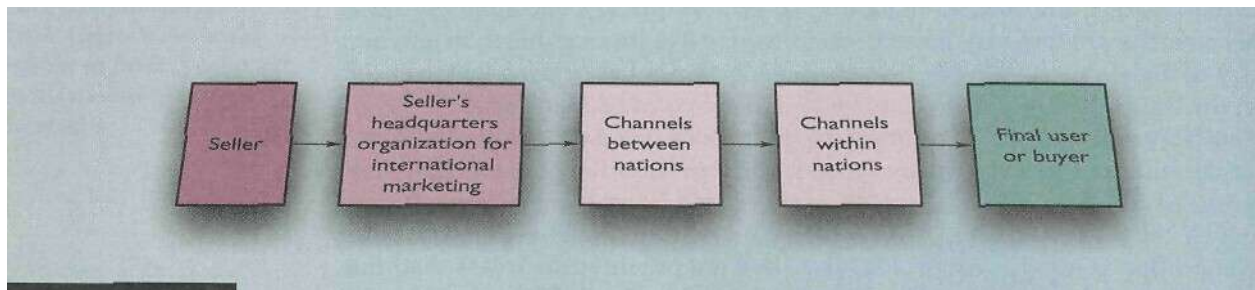 Seller
Seller's
headquarters
organization for
international
marketing
Channels
between
nations
Channels
within
nations
Final user
or buyer